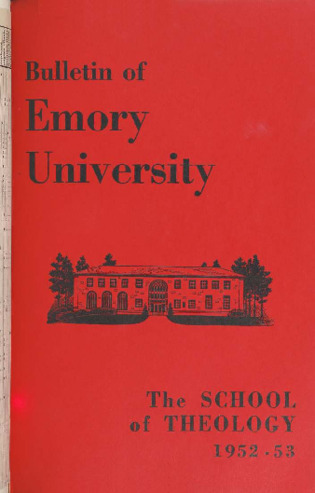 Bulletin of
Emory
University
The SCHOOL
of THEOLOGY
1952-53